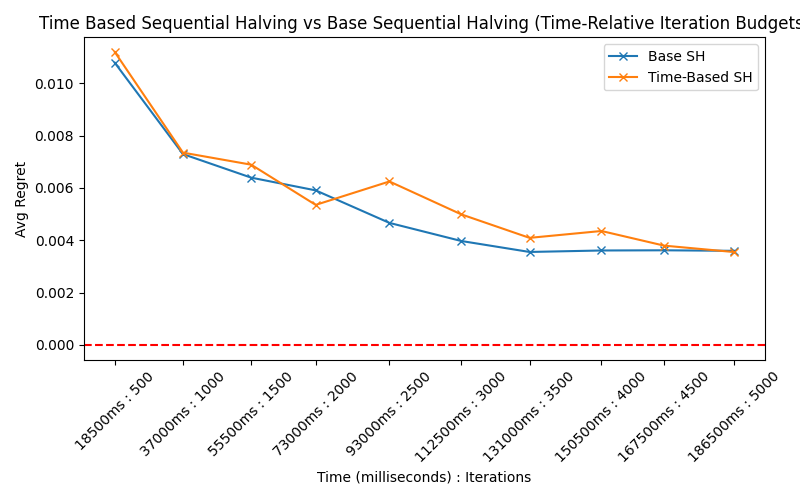 Time Based Sequential Halving vs Base Sequential Halving (Time-Relative Iteration Budgets
Base SH
Time-Based SH
Avg Regret
0.010
0.008
0.006
0.004
0.002
0.000
18500ms : 500
37000ms : 1000
55500ms : 1500
73000ms : 2000
93000ms : 2500
112500ms : 3000
131000ms : 3500
150500ms : 4000
167500ms : 4500
186500ms : 5000
Time (milliseconds) : Iterations